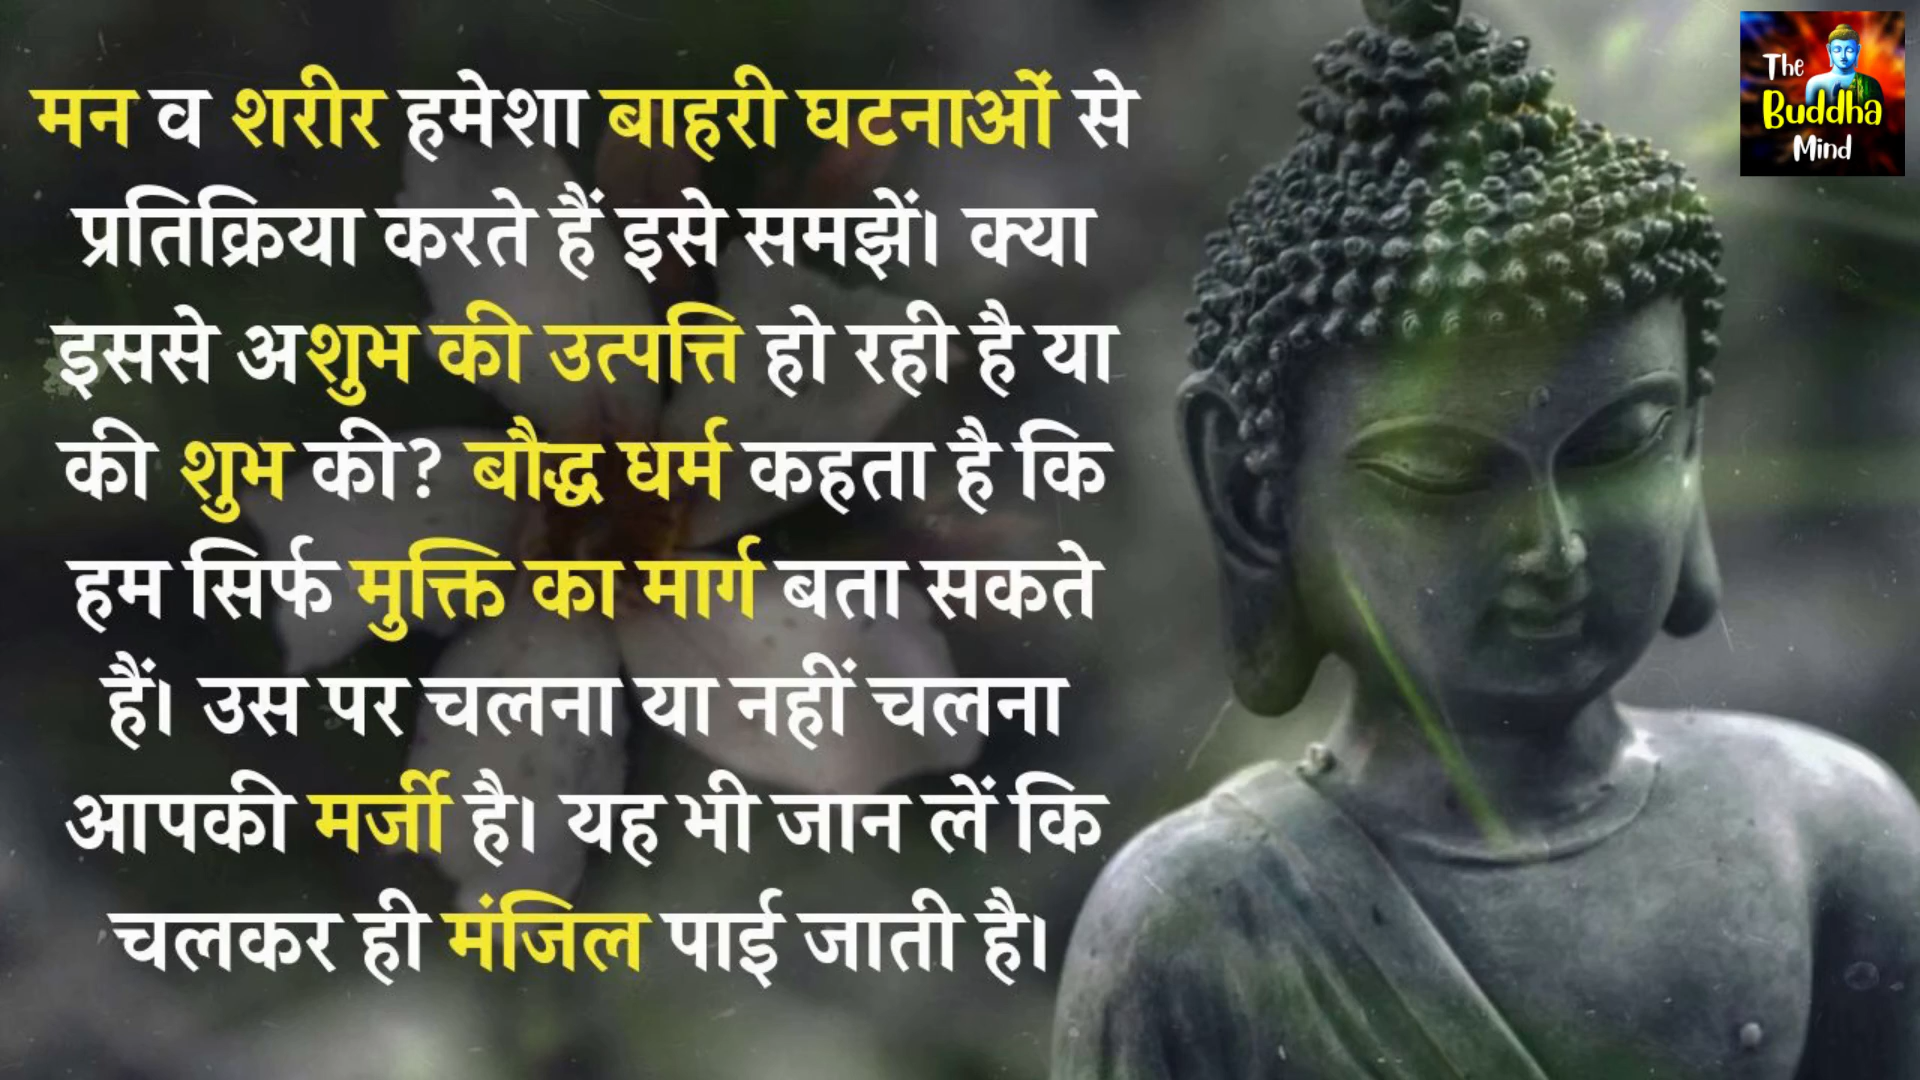 मन व शरीर हमेशा बाहरी घटनाओं से
प्रतिक्रिया करते हैं इसे समझें। क्या
इससे अशुभ की उत्पत्ति हो रही है या
की शुभ की? बौद्ध धर्म कहता है कि
हम सिर्फ मुक्ति का मार्ग बता सकते
हैं। उस पर चलना या नहीं चलना
आपकी मर्जी है। यह भी जान लें कि
चलकर ही मंजिल पाई जाती है।
The
Buddha
Mind